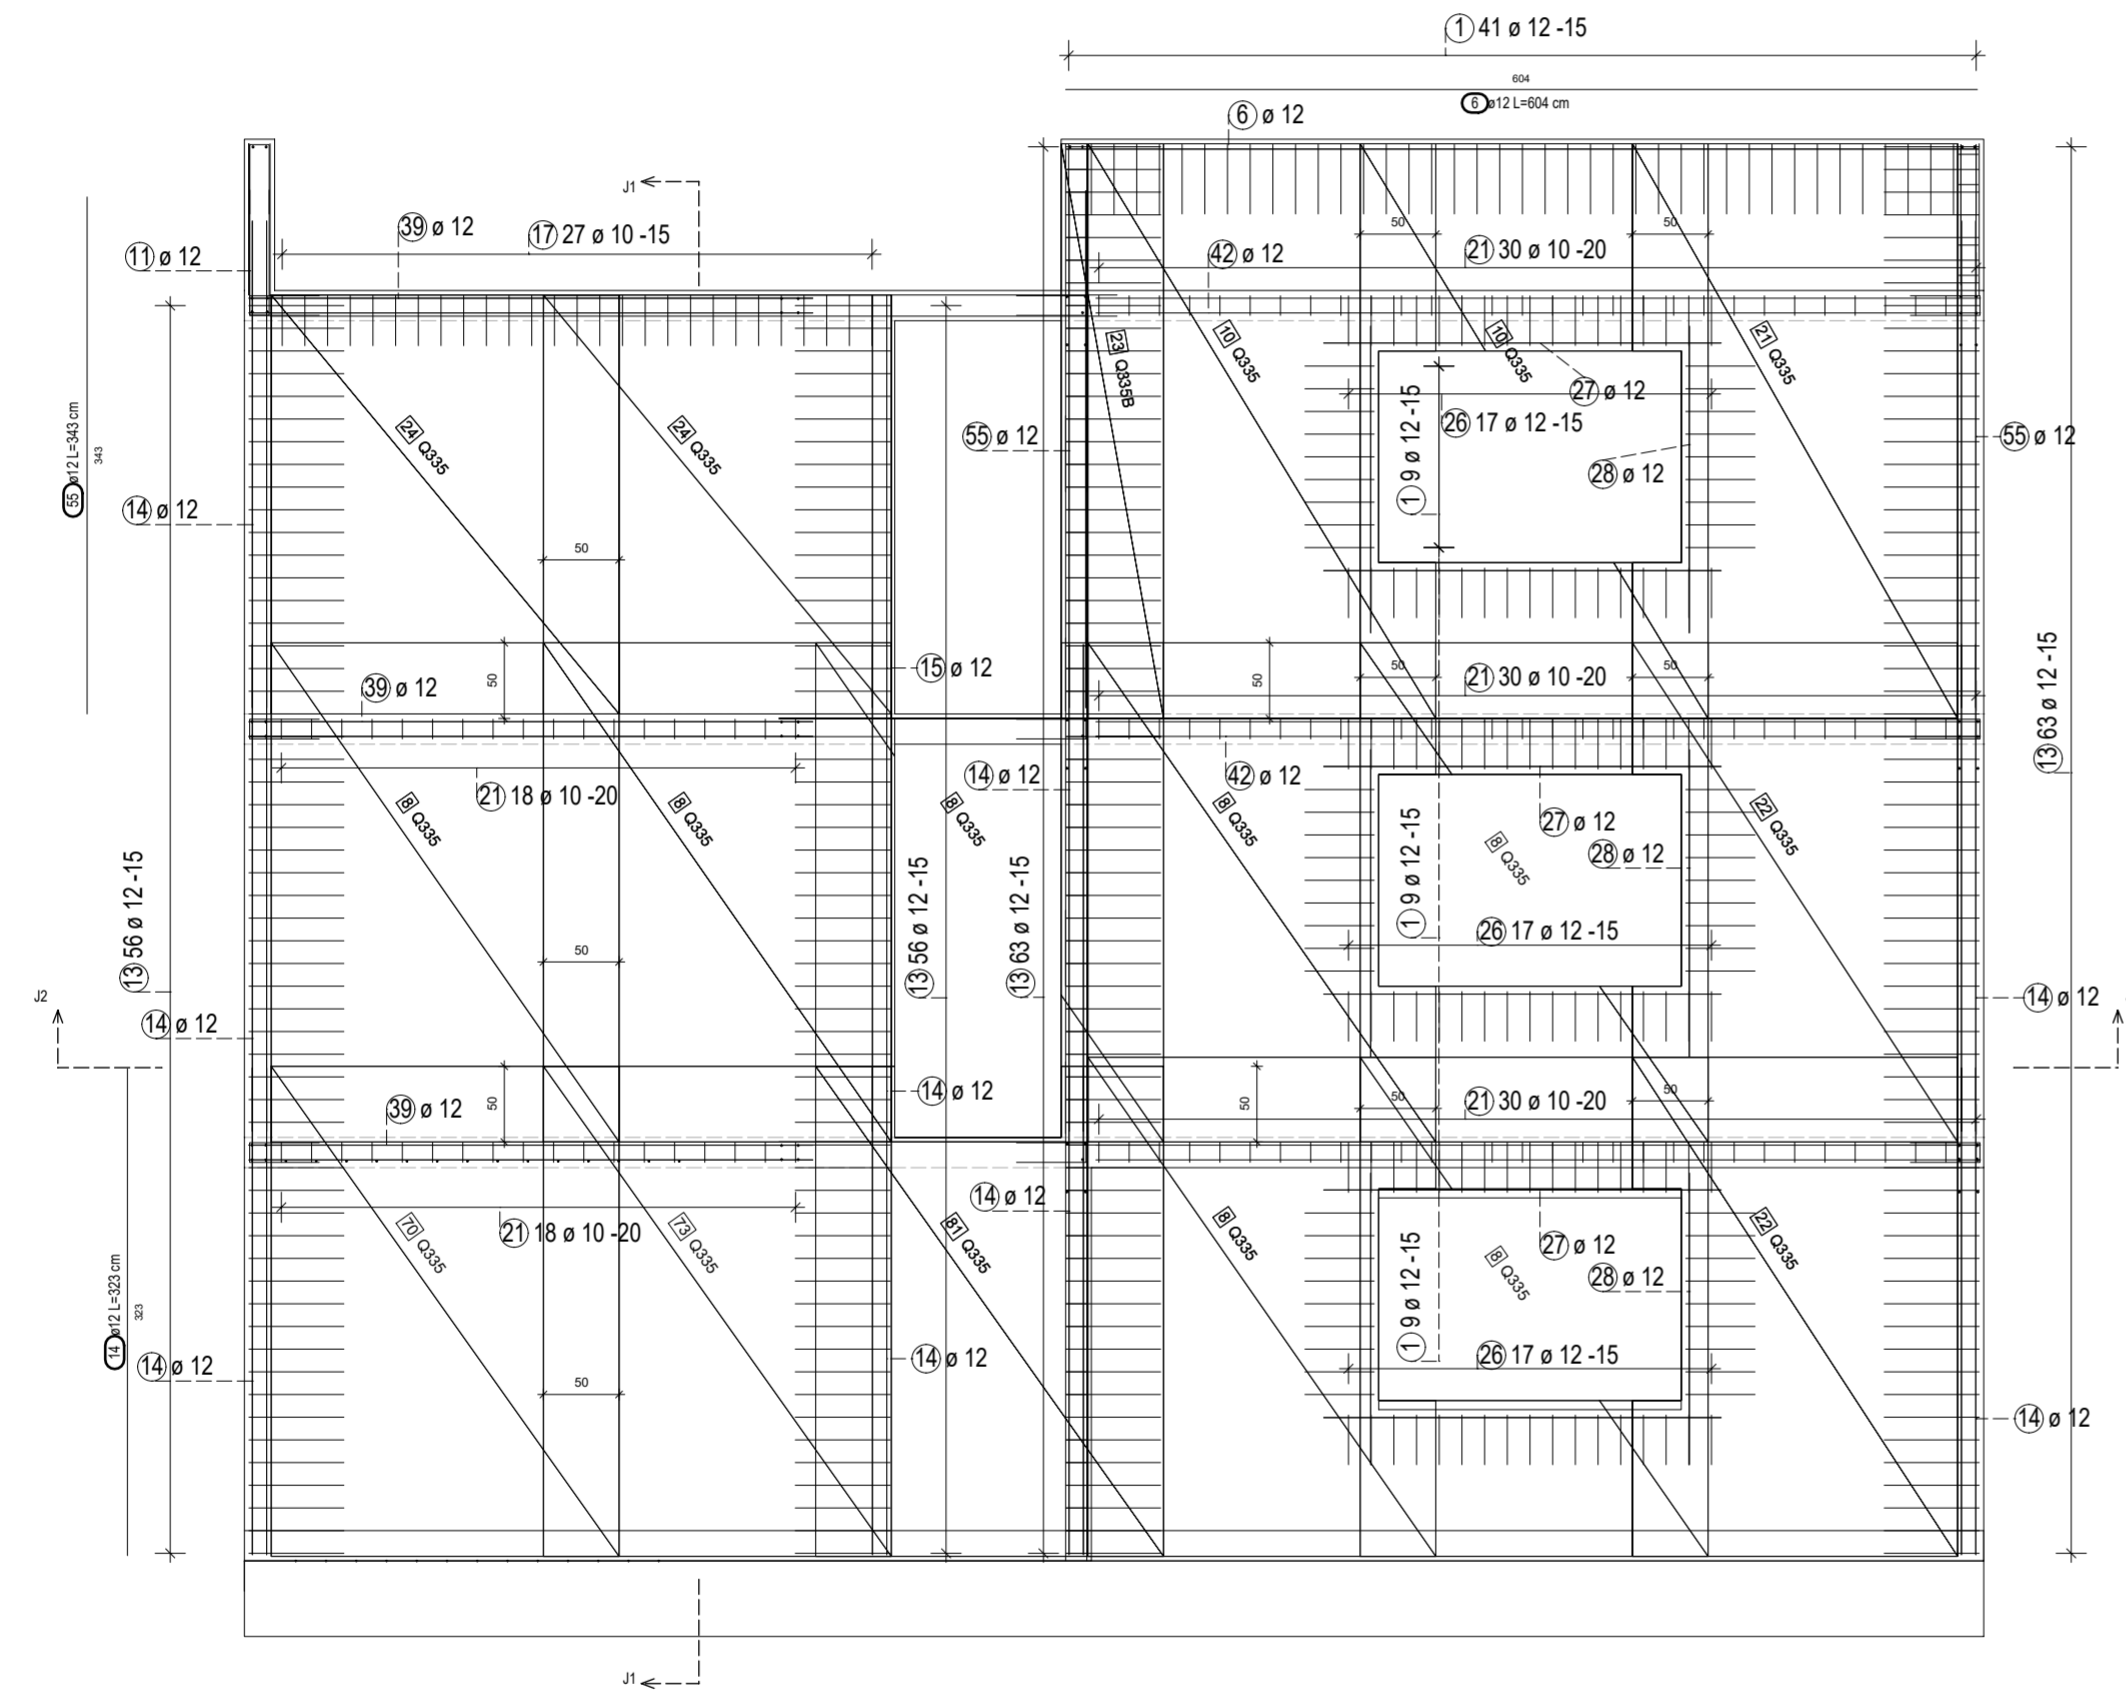 1 41 ø 12 -15
604
6 ø12 L=604 cm
6 ø 12
J1
39 ø 12
17 27 ø 10 -15
11 ø 12
42 ø 12
50
21 30 ø 10 -20
50
23 Q335B
10 Q335
10 Q335
21 Q335
27 ø 12
1 9 ø 12 -15
26 17 ø 12 -15
24 Q335
24 Q335
55 ø 12
55 ø 12
28 ø 12
55 ø12 L=343 cm
343
14 ø 12
50
15 ø 12
39 ø 12
50
50
50
21 30 ø 10 -20
50
13 63 ø 12 -15
14 ø 12
42 ø 12
21 18 ø 10 -20
8 Q335
8 Q335
8 Q335
8 Q335
1 9 ø 12 -15
27 ø 12
8 Q335
28 ø 12
22 Q335
26 17 ø 12 -15
13 56 ø 12 -15
50
13 56 ø 12 -15
13 63 ø 12 -15
J2
14 ø 12
14 ø 12
14 ø 12
39 ø 12
50
50
50
21 30 ø 10 -20
50
14 ø 12
21 18 ø 10 -20
70 Q335
73 Q335
81 Q335
8 Q335
1 9 ø 12 -15
27 ø 12
8 Q335
28 ø 12
22 Q335
14 ø12 L=323 cm
323
14 ø 12
14 ø 12
26 17 ø 12 -15
50
14 ø 12
J1